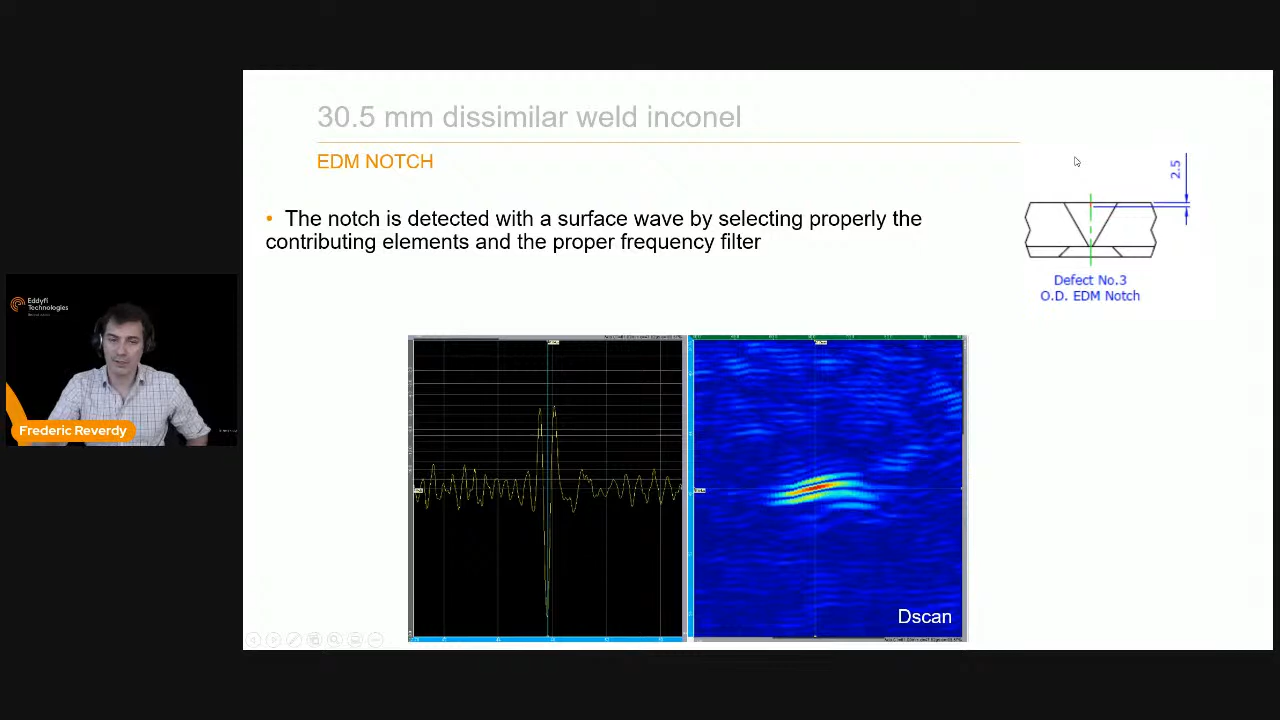 30.5 mm dissimilar weld inconel
EDM NOTCH
• The notch is detected with a surface wave by selecting properly the
contributing elements and the proper frequency filter
2.5
Defect No.3
O.D. EDM Notch
Eddyfi
Technologies
Frederic Reverdy
Dscan